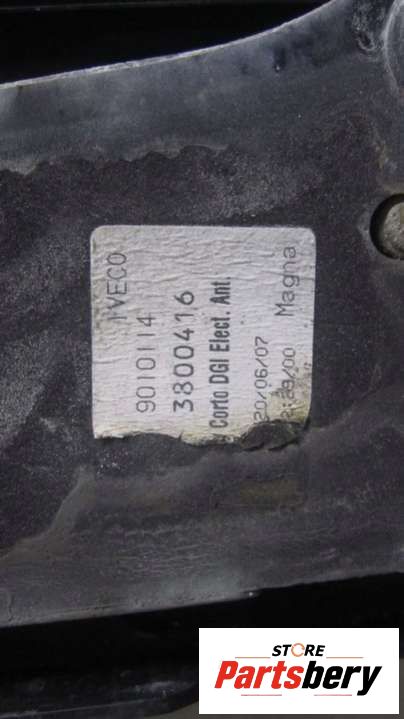 IVECO
9010114
3800416
Corto DGI Elect. Ant.
20/06/07 Magna
STORE
Partsbery